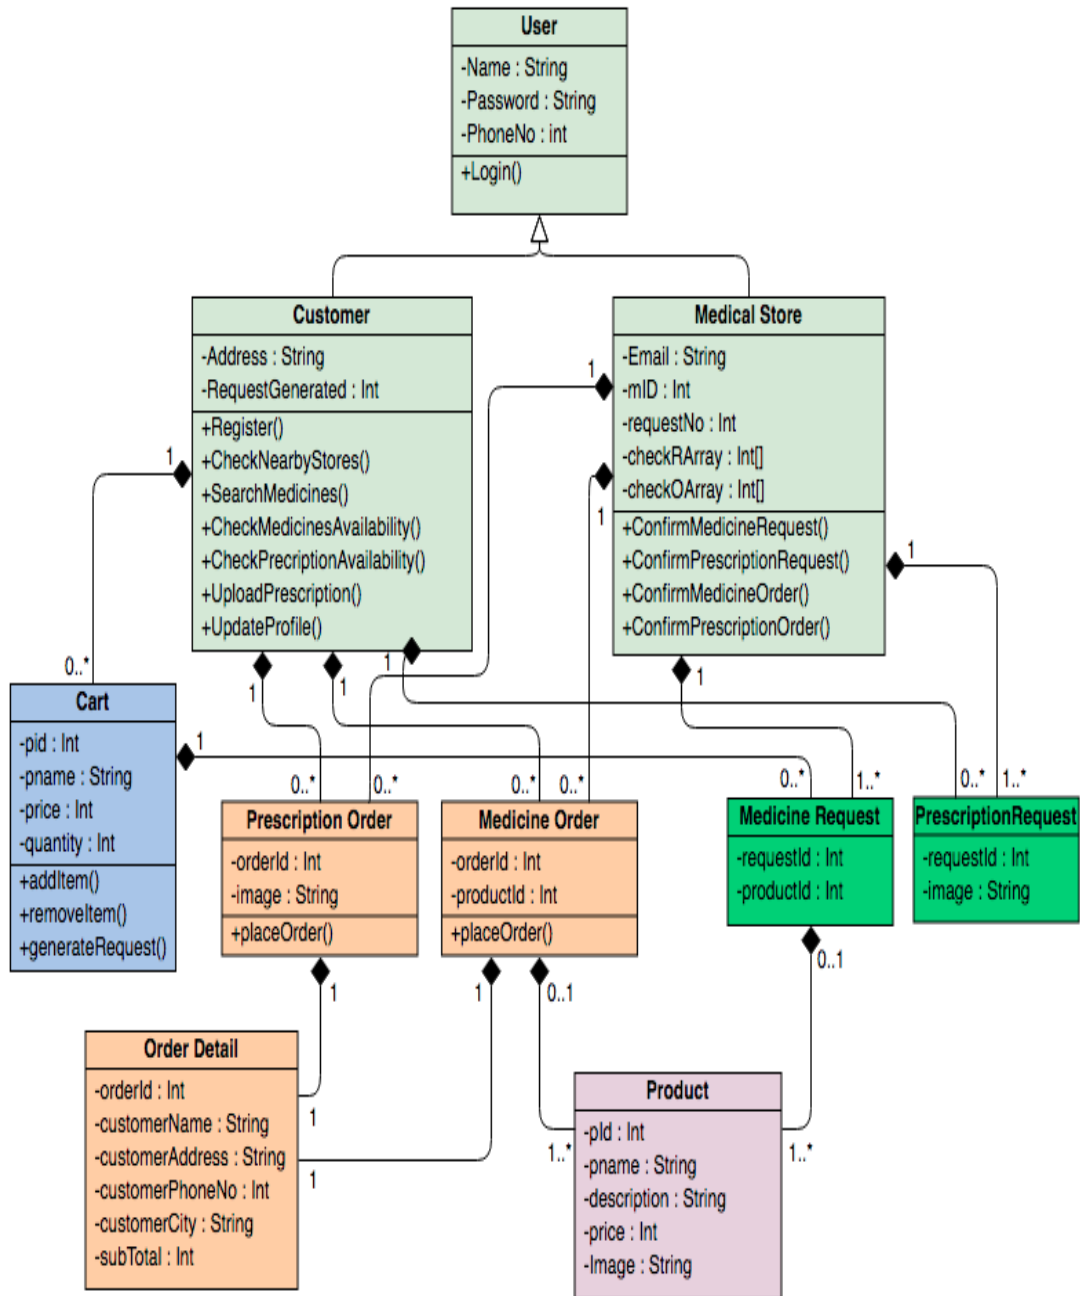 User
-Name : String
-Password : String
-PhoneNo : int
+Login()
Customer
-Address : String
-RequestGenerated : Int
+Register()
+CheckNearbyStores()
+SearchMedicines()
+CheckMedicinesAvailability()
+CheckPrecriptionAvailability()
+UploadPrescription()
+UpdateProfile()
Medical Store
-Email : String
-mID : Int
-requestNo : Int
-checkRArray : Int[]
-checkOArray : Int[]
+ConfirmMedicineRequest()
+ConfirmPrescriptionRequest()
+ConfirmMedicineOrder()
+ConfirmPrescriptionOrder()
1
1
1
1
1
1
1
1
0..*
Cart
-pid : Int
-pname : String
-price : Int
-quantity : Int
+addItem()
+removeItem()
+generateRequest()
1
0..*
0..*
0..*
0..*
0..*
1..*
0..*
1..*
Prescription Order
-orderId : Int
-image : String
+placeOrder()
Medicine Order
-orderId : Int
-productId : Int
+placeOrder()
Medicine Request
-requestId : Int
-productId : Int
PrescriptionRequest
-requestId : Int
-image : String
1
1
0..1
0..1
Order Detail
-orderId : Int
-customerName : String
-customerAddress : String
-customerPhoneNo : Int
-customerCity : String
-subTotal : Int
1
1
1..*
1..*
Product
-pId : Int
-pname : String
-description : String
-price : Int
-Image : String